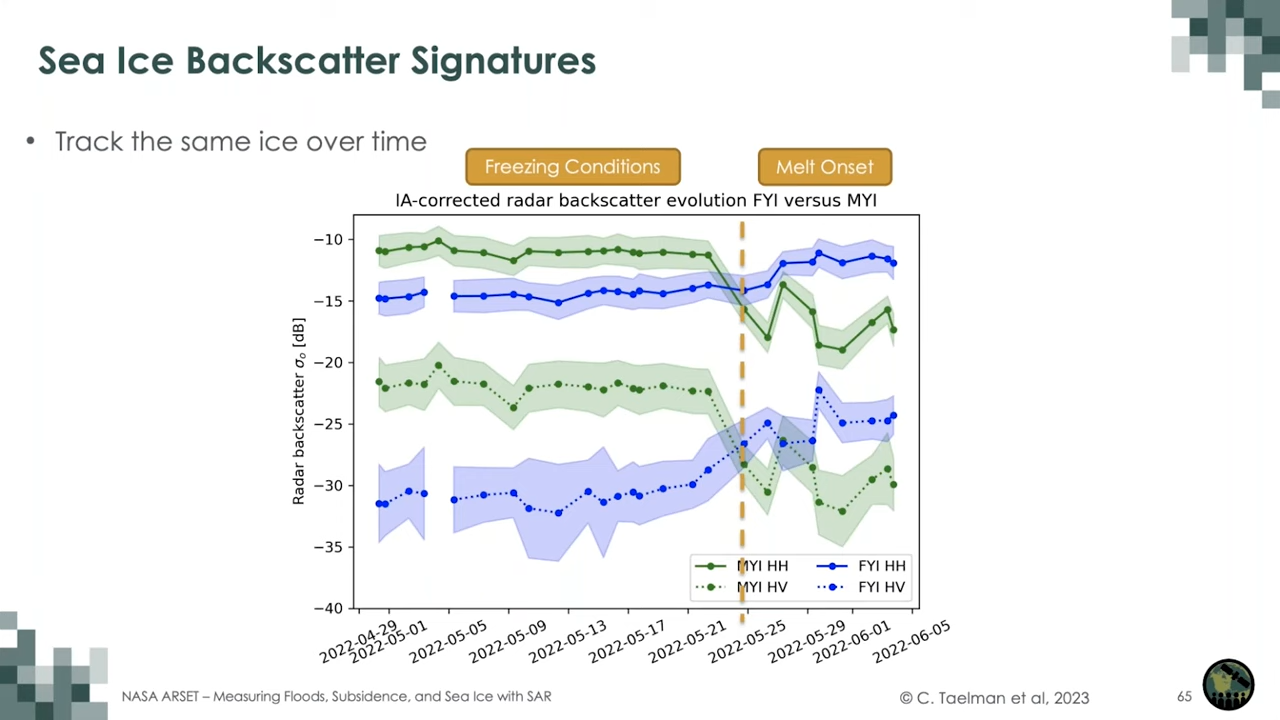 Sea Ice Backscatter Signatures
• Track the same ice over time
Freezing Conditions
Melt Onset
IA-corrected radar backscatter evolution FYI versus MYI
Radar backscatter σₒ [dB]
−10
−15
−20
−25
−30
−35
−40
MYI HH
FYI HH
MYI HV
FYI HV
2022-04-29
2022-05-01
2022-05-05
2022-05-09
2022-05-13
2022-05-17
2022-05-21
2022-05-25
2022-05-29
2022-06-01
2022-06-05
NASA ARSET – Measuring Floods, Subsidence, and Sea Ice with SAR
© C. Taelman et al, 2023
65